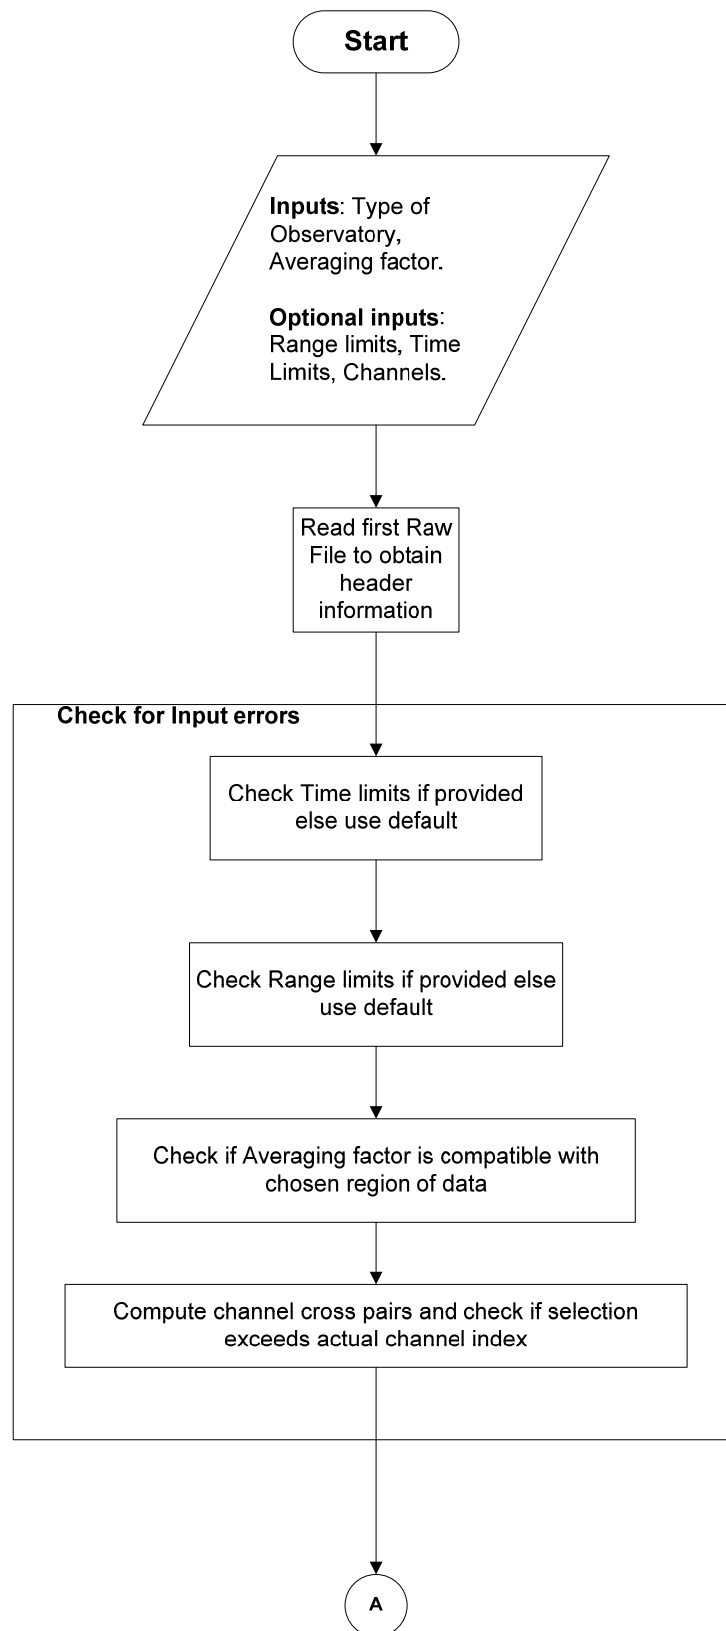 Start
Inputs: Type of
Observatory,
Averaging factor.
Optional inputs:
Range limits, Time
Limits, Channels.
Read first Raw
File to obtain
header
information
Check for Input errors
Check Time limits if provided
else use default
Check Range limits if provided else
use default
Check if Averaging factor is compatible with
chosen region of data
Compute channel cross pairs and check if selection
exceeds actual channel index
A